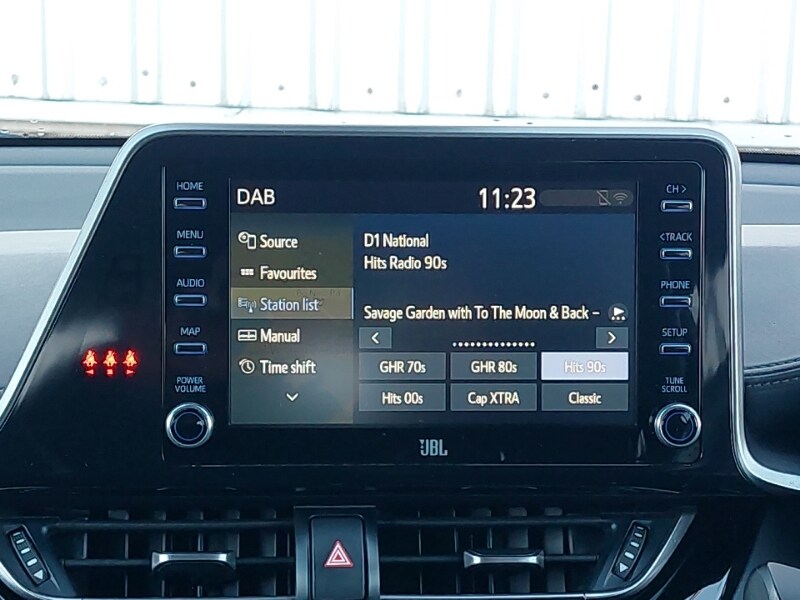 HOME
MENU
AUDIO
MAP
POWER
VOLUME
DAB
11:23
Source
Favourites
Station list
Manual
Time shift
D1 National
Hits Radio 90s
Savage Garden with To The Moon & Back –
<
>
GHR 70s
GHR 80s
Hits 90s
Hits 00s
Cap XTRA
Classic
CH >
< TRACK
PHONE
SETUP
TUNE
SCROLL
JBL